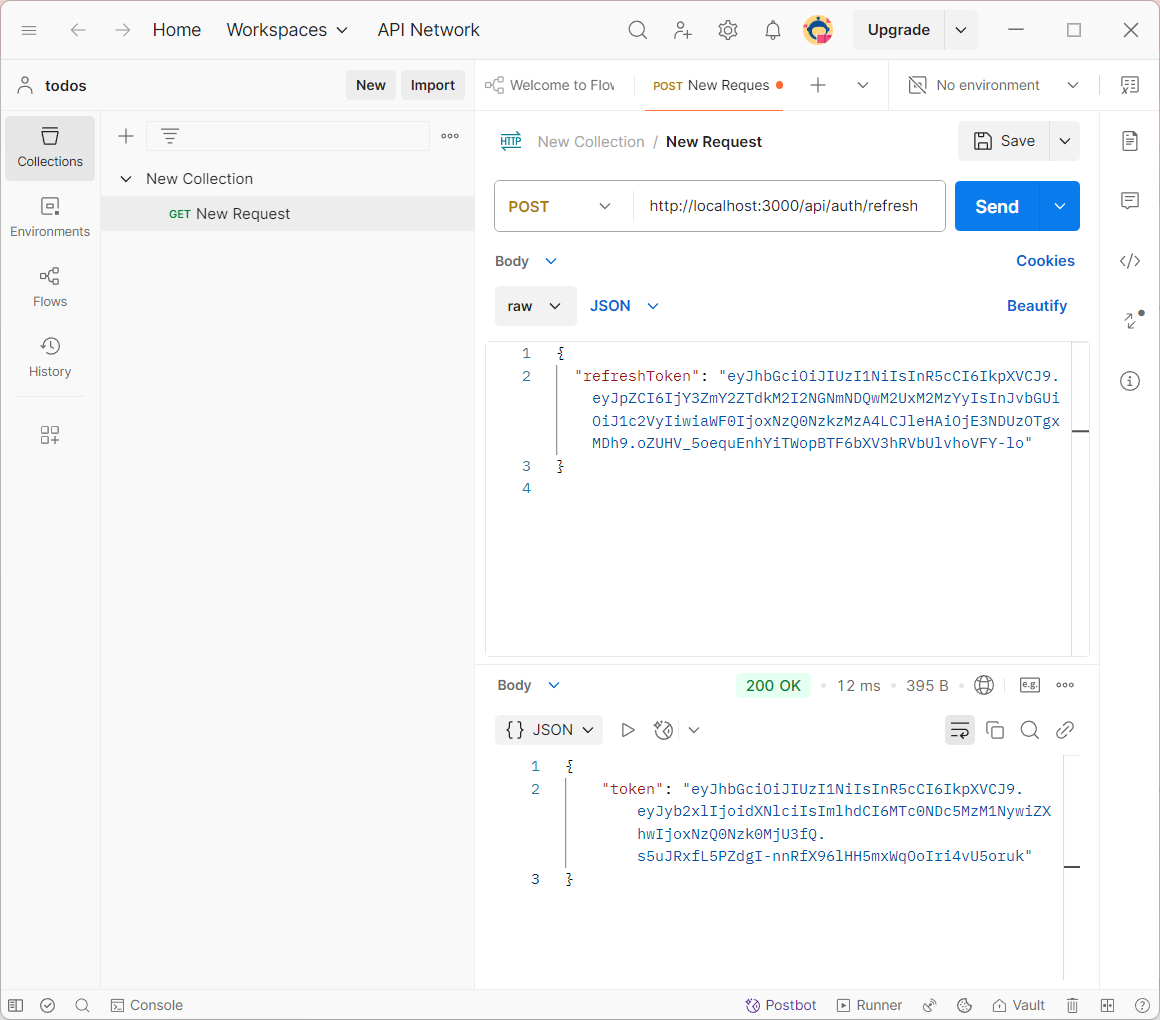 Home
Workspaces
API Network
Upgrade
todos
New
Import
Welcome to Flow
POST New Reques
No environment
Collections
Environments
Flows
History
New Collection
GET New Request
HTTP
New Collection / New Request
Save
POST
http://localhost:3000/api/auth/refresh
Send
Body
Cookies
raw
JSON
Beautify
1 {
2 "refreshToken": "eyJhbGciOiJIUzI1NiIsInR5cCI6IkpXVCJ9.
eyJpZCI6IjY3ZmY2ZTdkM2I2NGNmNDQwM2UxM2MzYyIsInJvbGUi
OiJ1c2VyIiwiaWF0IjoxNzQ0NzkzMzA4LCJleHAiOjE3NDUzOTgx
MDh9.oZUHV_5oequEnhYiTWopBTF6bXV3hRVbUlvhoVFY-lo"
3 }
4
Body
200 OK
12 ms
395 B
e.g.
{} JSON
1 {
2 "token": "eyJhbGciOiJIUzI1NiIsInR5cCI6IkpXVCJ9.
eyJyb2xlIjoidXNlciIsImlhdCI6MTc0NDc5MzM1NywiZX
hwIjoxNzQ0Nzk0MjU3fQ.
s5uJRxfL5PZdgI-nnRfX96lHH5mxWqOoIri4vU5oruk"
3 }
Console
Postbot
Runner
Vault